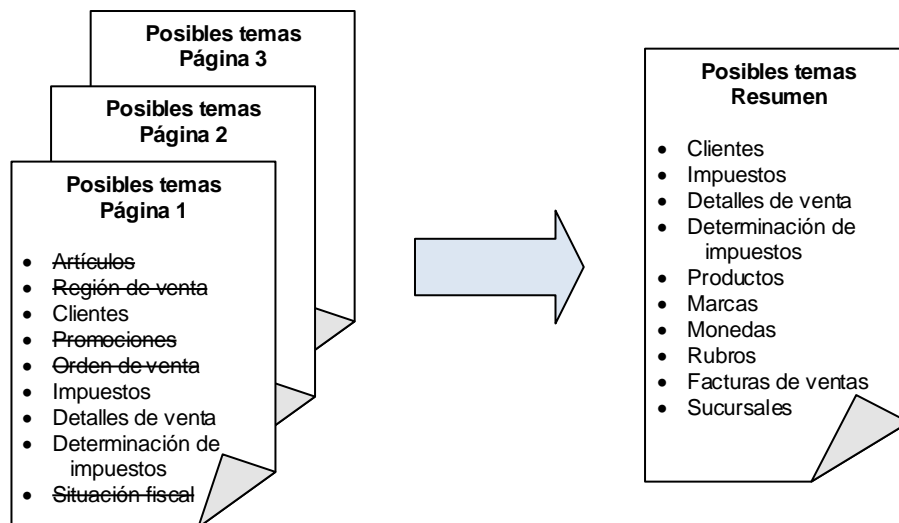 Posibles temas
Página 3
Posibles temas
Página 2
Posibles temas
Página 1
• Artículos
• Región de venta
• Clientes
• Promociones
• Orden de venta
• Impuestos
• Detalles de venta
• Determinación de
impuestos
• Situación fiscal
Posibles temas
Resumen
• Clientes
• Impuestos
• Detalles de venta
• Determinación de
impuestos
• Productos
• Marcas
• Monedas
• Rubros
• Facturas de ventas
• Sucursales